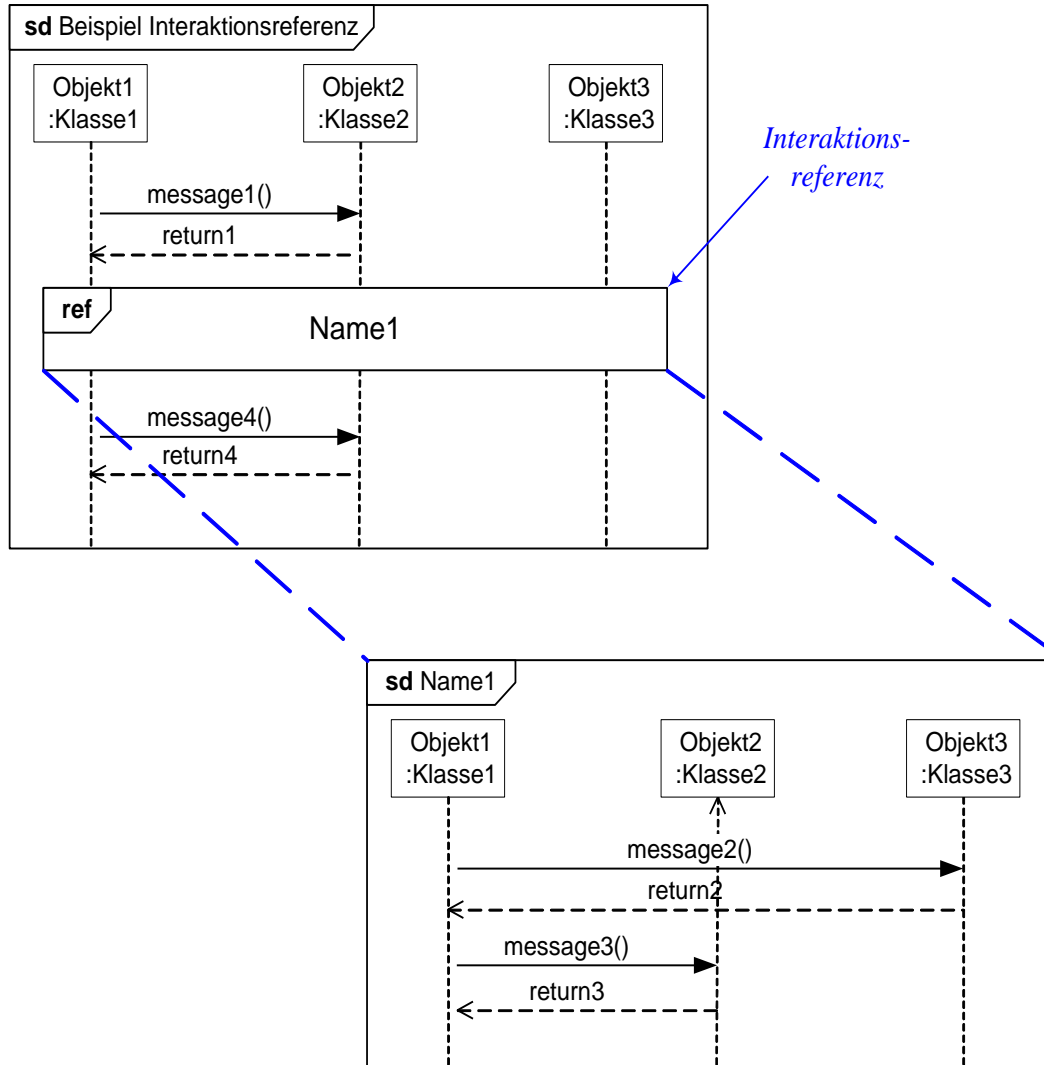 sd Beispiel Interaktionsreferenz
Objekt1
:Klasse1
Objekt2
:Klasse2
Objekt3
:Klasse3
Interaktions-
referenz
message1()
return1
ref
Name1
message4()
return4
sd Name1
Objekt1
:Klasse1
Objekt2
:Klasse2
Objekt3
:Klasse3
message2()
return2
message3()
return3